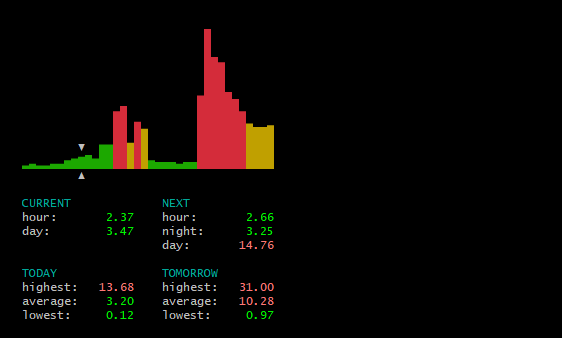 CURRENT NEXT
hour: 2.37 hour: 2.66
day: 3.47 night: 3.25
day: 14.76
TODAY TOMORROW
highest: 13.68 highest: 31.00
average: 3.20 average: 10.28
lowest: 0.12 lowest: 0.97